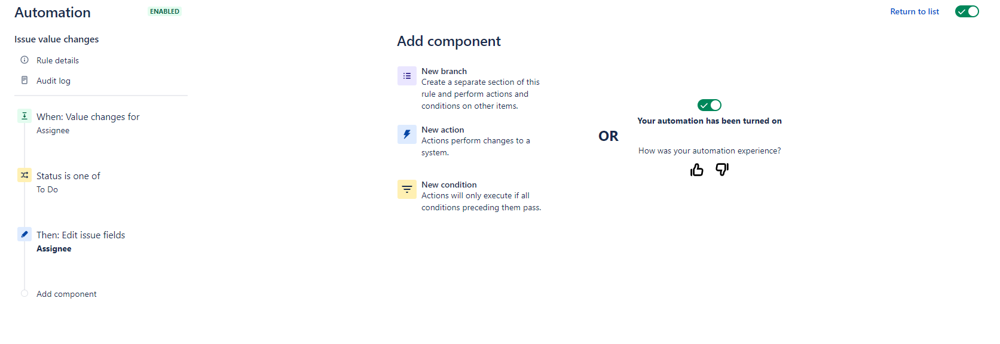 Automation
ENABLED
Return to list
Issue value changes
Rule details
Audit log
When: Value changes for
Assignee
Status is one of
To Do
Then: Edit issue fields
Assignee
Add component
Add component
New branch
Create a separate section of this
rule and perform actions and
conditions on other items.
New action
Actions perform changes to a
system.
New condition
Actions will only execute if all
conditions preceding them pass.
OR
Your automation has been turned on
How was your automation experience?